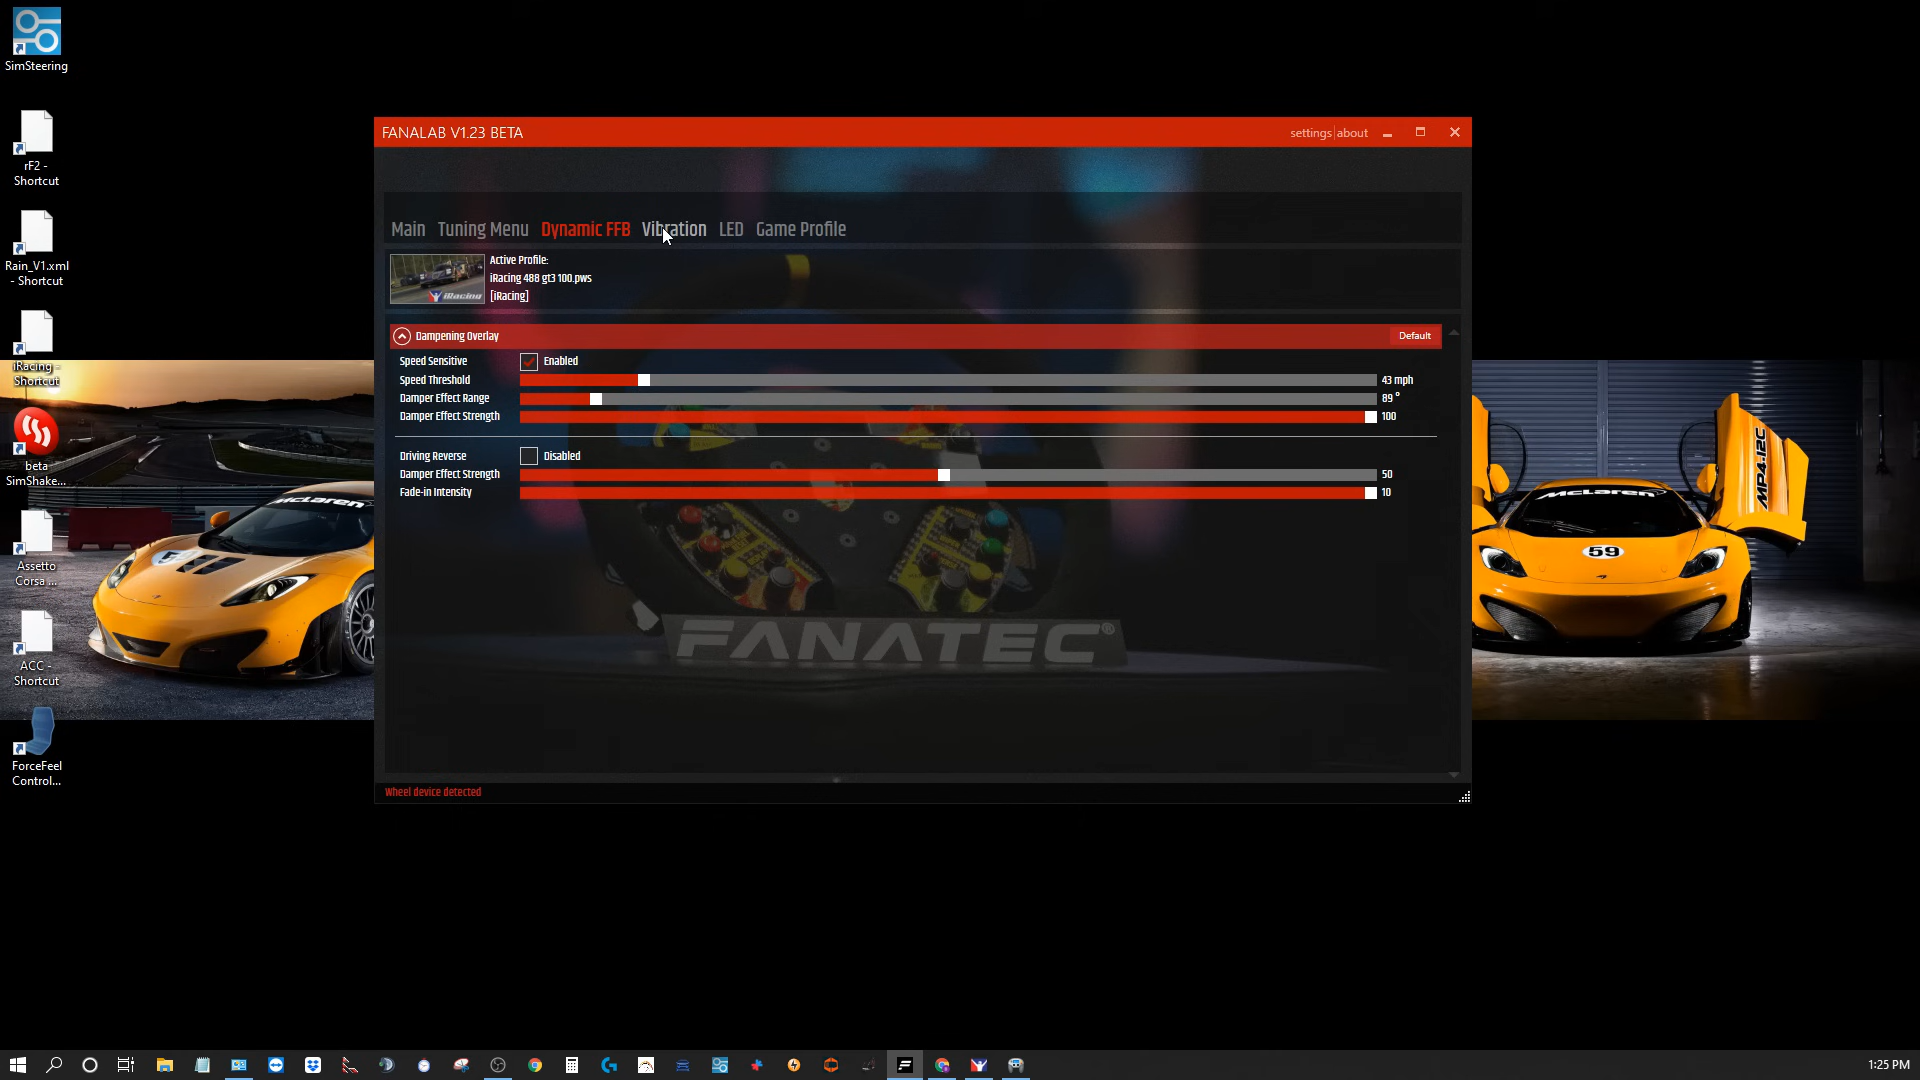 SimSteering
rF2 -
Shortcut
Rain_V1.xml
- Shortcut
iRacing -
Shortcut
beta
SimShake...
Assetto
Corsa ...
ACC -
Shortcut
ForceFeel
Control...
FANALAB V1.23 BETA
settings about
Main Tuning Menu Dynamic FFB Vibration LED Game Profile
iRacing
Active Profile:
iRacing 488 gt3 100.pws
[iRacing]
Dampening Overlay Default
Speed Sensitive Enabled
Speed Threshold 43 mph
Damper Effect Range 89 °
Damper Effect Strength 100
Driving Reverse Disabled
Damper Effect Strength 50
Fade-in Intensity 10
FANATEC®
Wheel device detected
McLaren
McLaren
59
MP4-12C
1:25 PM